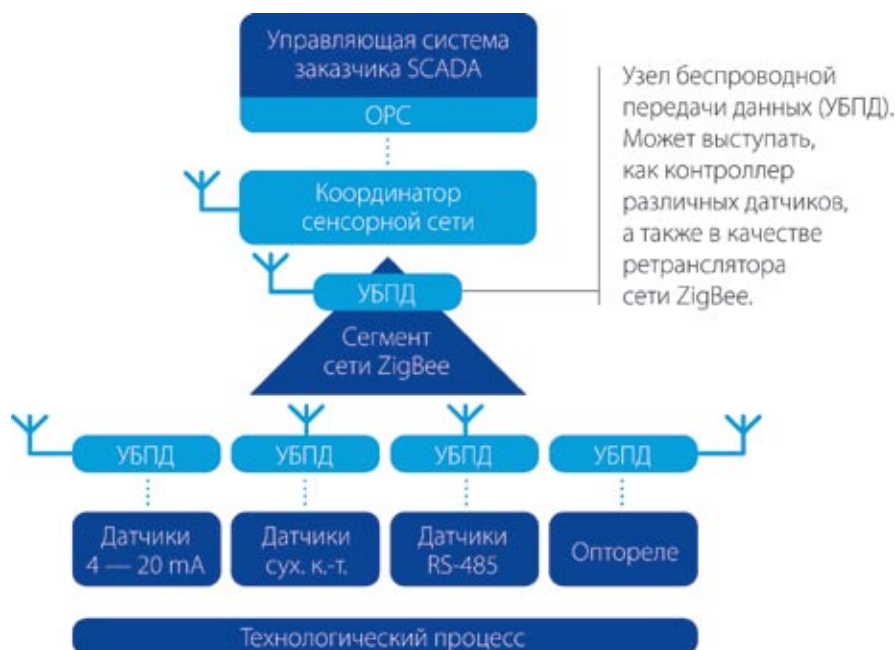 Управляющая система
заказчика SCADA
OPC
Координатор
сенсорной сети
УБПД
Сегмент
сети ZigBee
Узел беспроводной
передачи данных (УБПД).
Может выступать,
как контроллер
различных датчиков,
а также в качестве
ретранслятора
сети ZigBee.
УБПД
УБПД
УБПД
УБПД
Датчики
4 — 20 mA
Датчики
сух. к.-т.
Датчики
RS-485
Оптореле
Технологический процесс